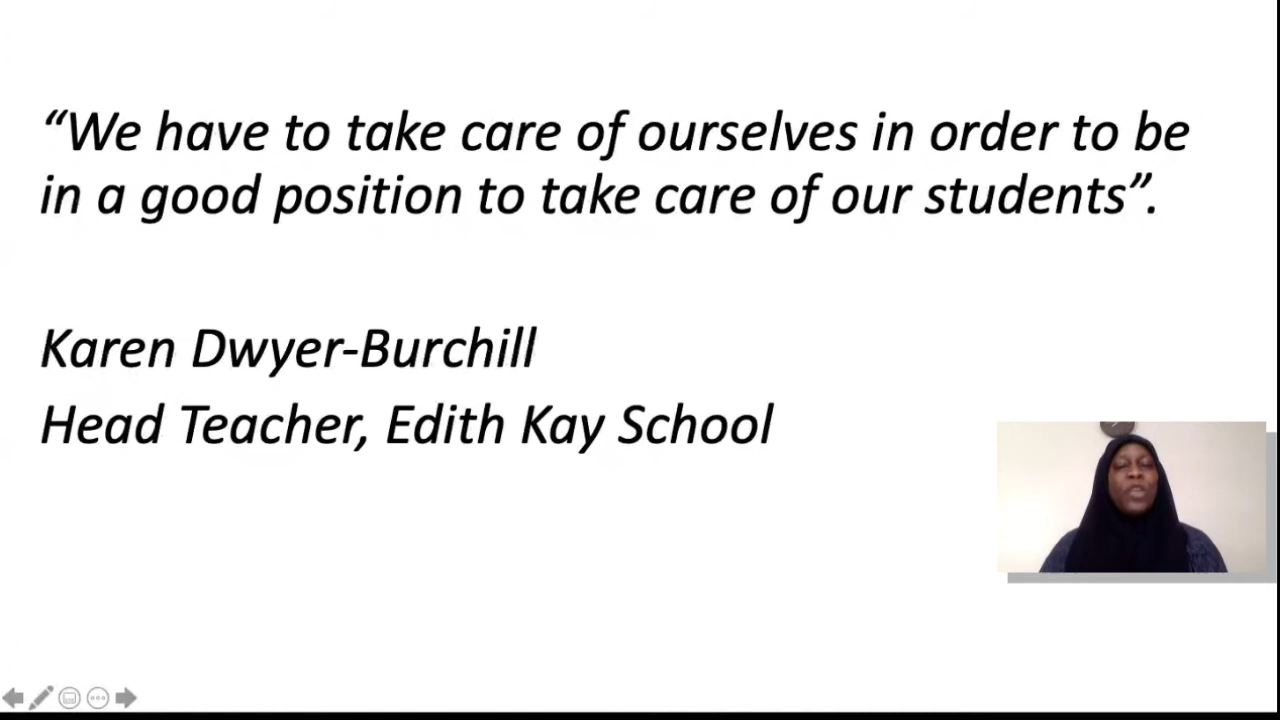 “We have to take care of ourselves in order to be
in a good position to take care of our students”.
Karen Dwyer-Burchill
Head Teacher, Edith Kay School